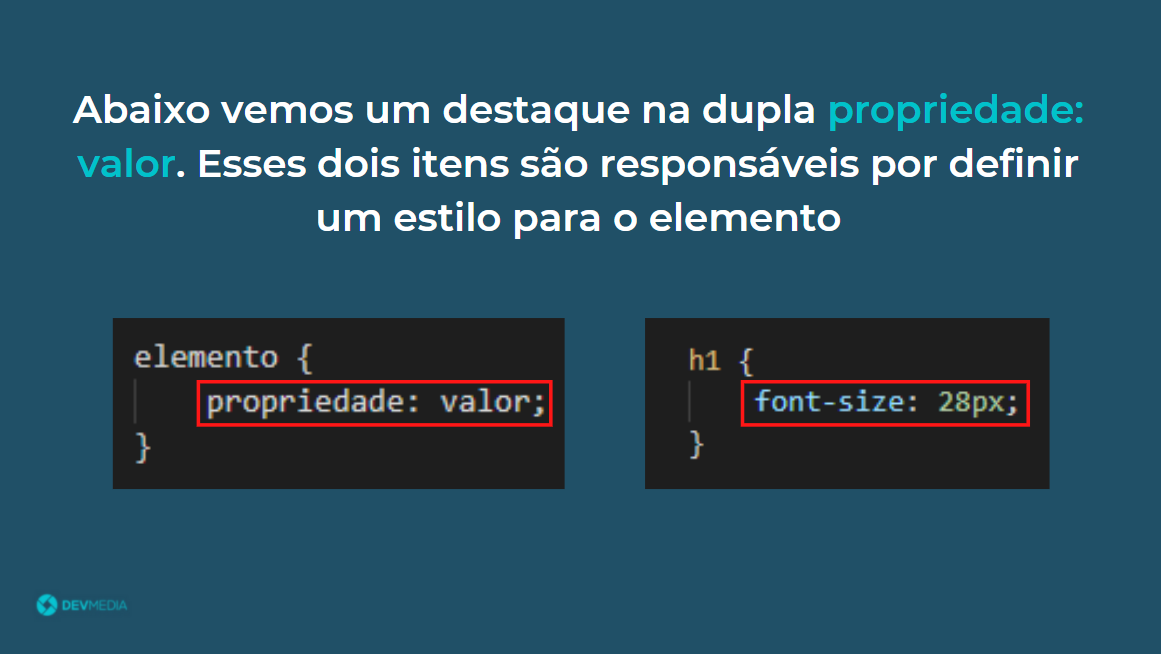 Abaixo vemos um destaque na dupla propriedade:
valor. Esses dois itens são responsáveis por definir
um estilo para o elemento
elemento {
propriedade: valor;
}
h1 {
font-size: 28px;
}
DEVMEDIA